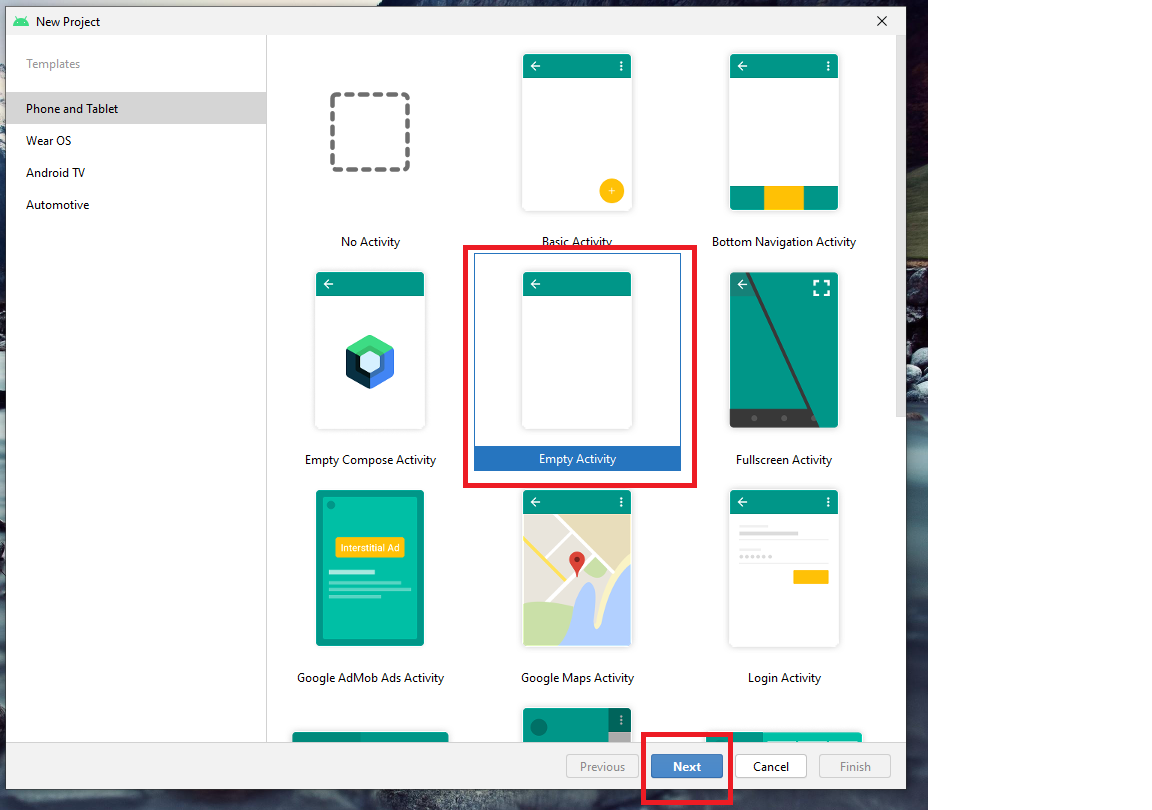 New Project
Templates
Phone and Tablet
Wear OS
Android TV
Automotive
No Activity
Basic Activity
Bottom Navigation Activity
Empty Compose Activity
Empty Activity
Fullscreen Activity
Interstitial Ad
Google AdMob Ads Activity
Google Maps Activity
Login Activity
Previous
Next
Cancel
Finish